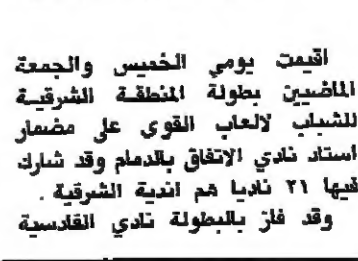 اقيمت يومي الخميس والجمعة
الماضيين بطولة المنطقة الشرقية
للشباب لالعاب القوي على مضمار
استاد نادي الاتفاق بالدمام وقد شارك
فيها ٢١ ناديا هم اندية الشرقية .
وقد فاز بالبطولة نادي القادسية